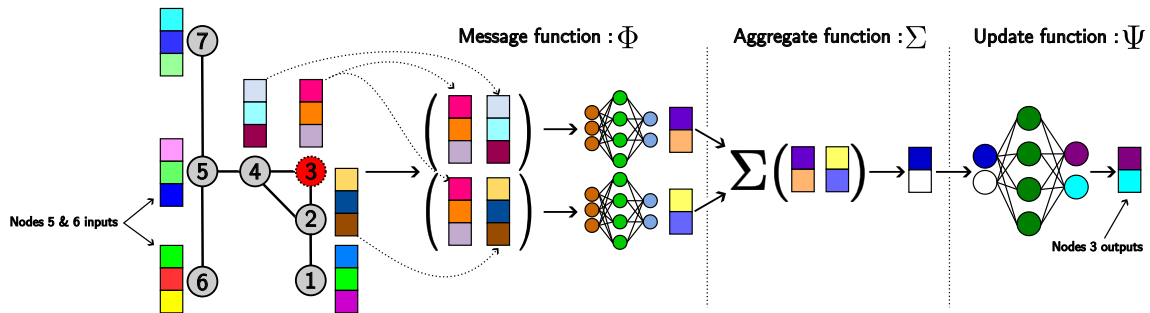 Message function : Φ
Aggregate function : Σ
Update function : Ψ
7
5
4
3
2
6
1
Nodes 5 & 6 inputs
( )
( )
Σ( )
Nodes 3 outputs